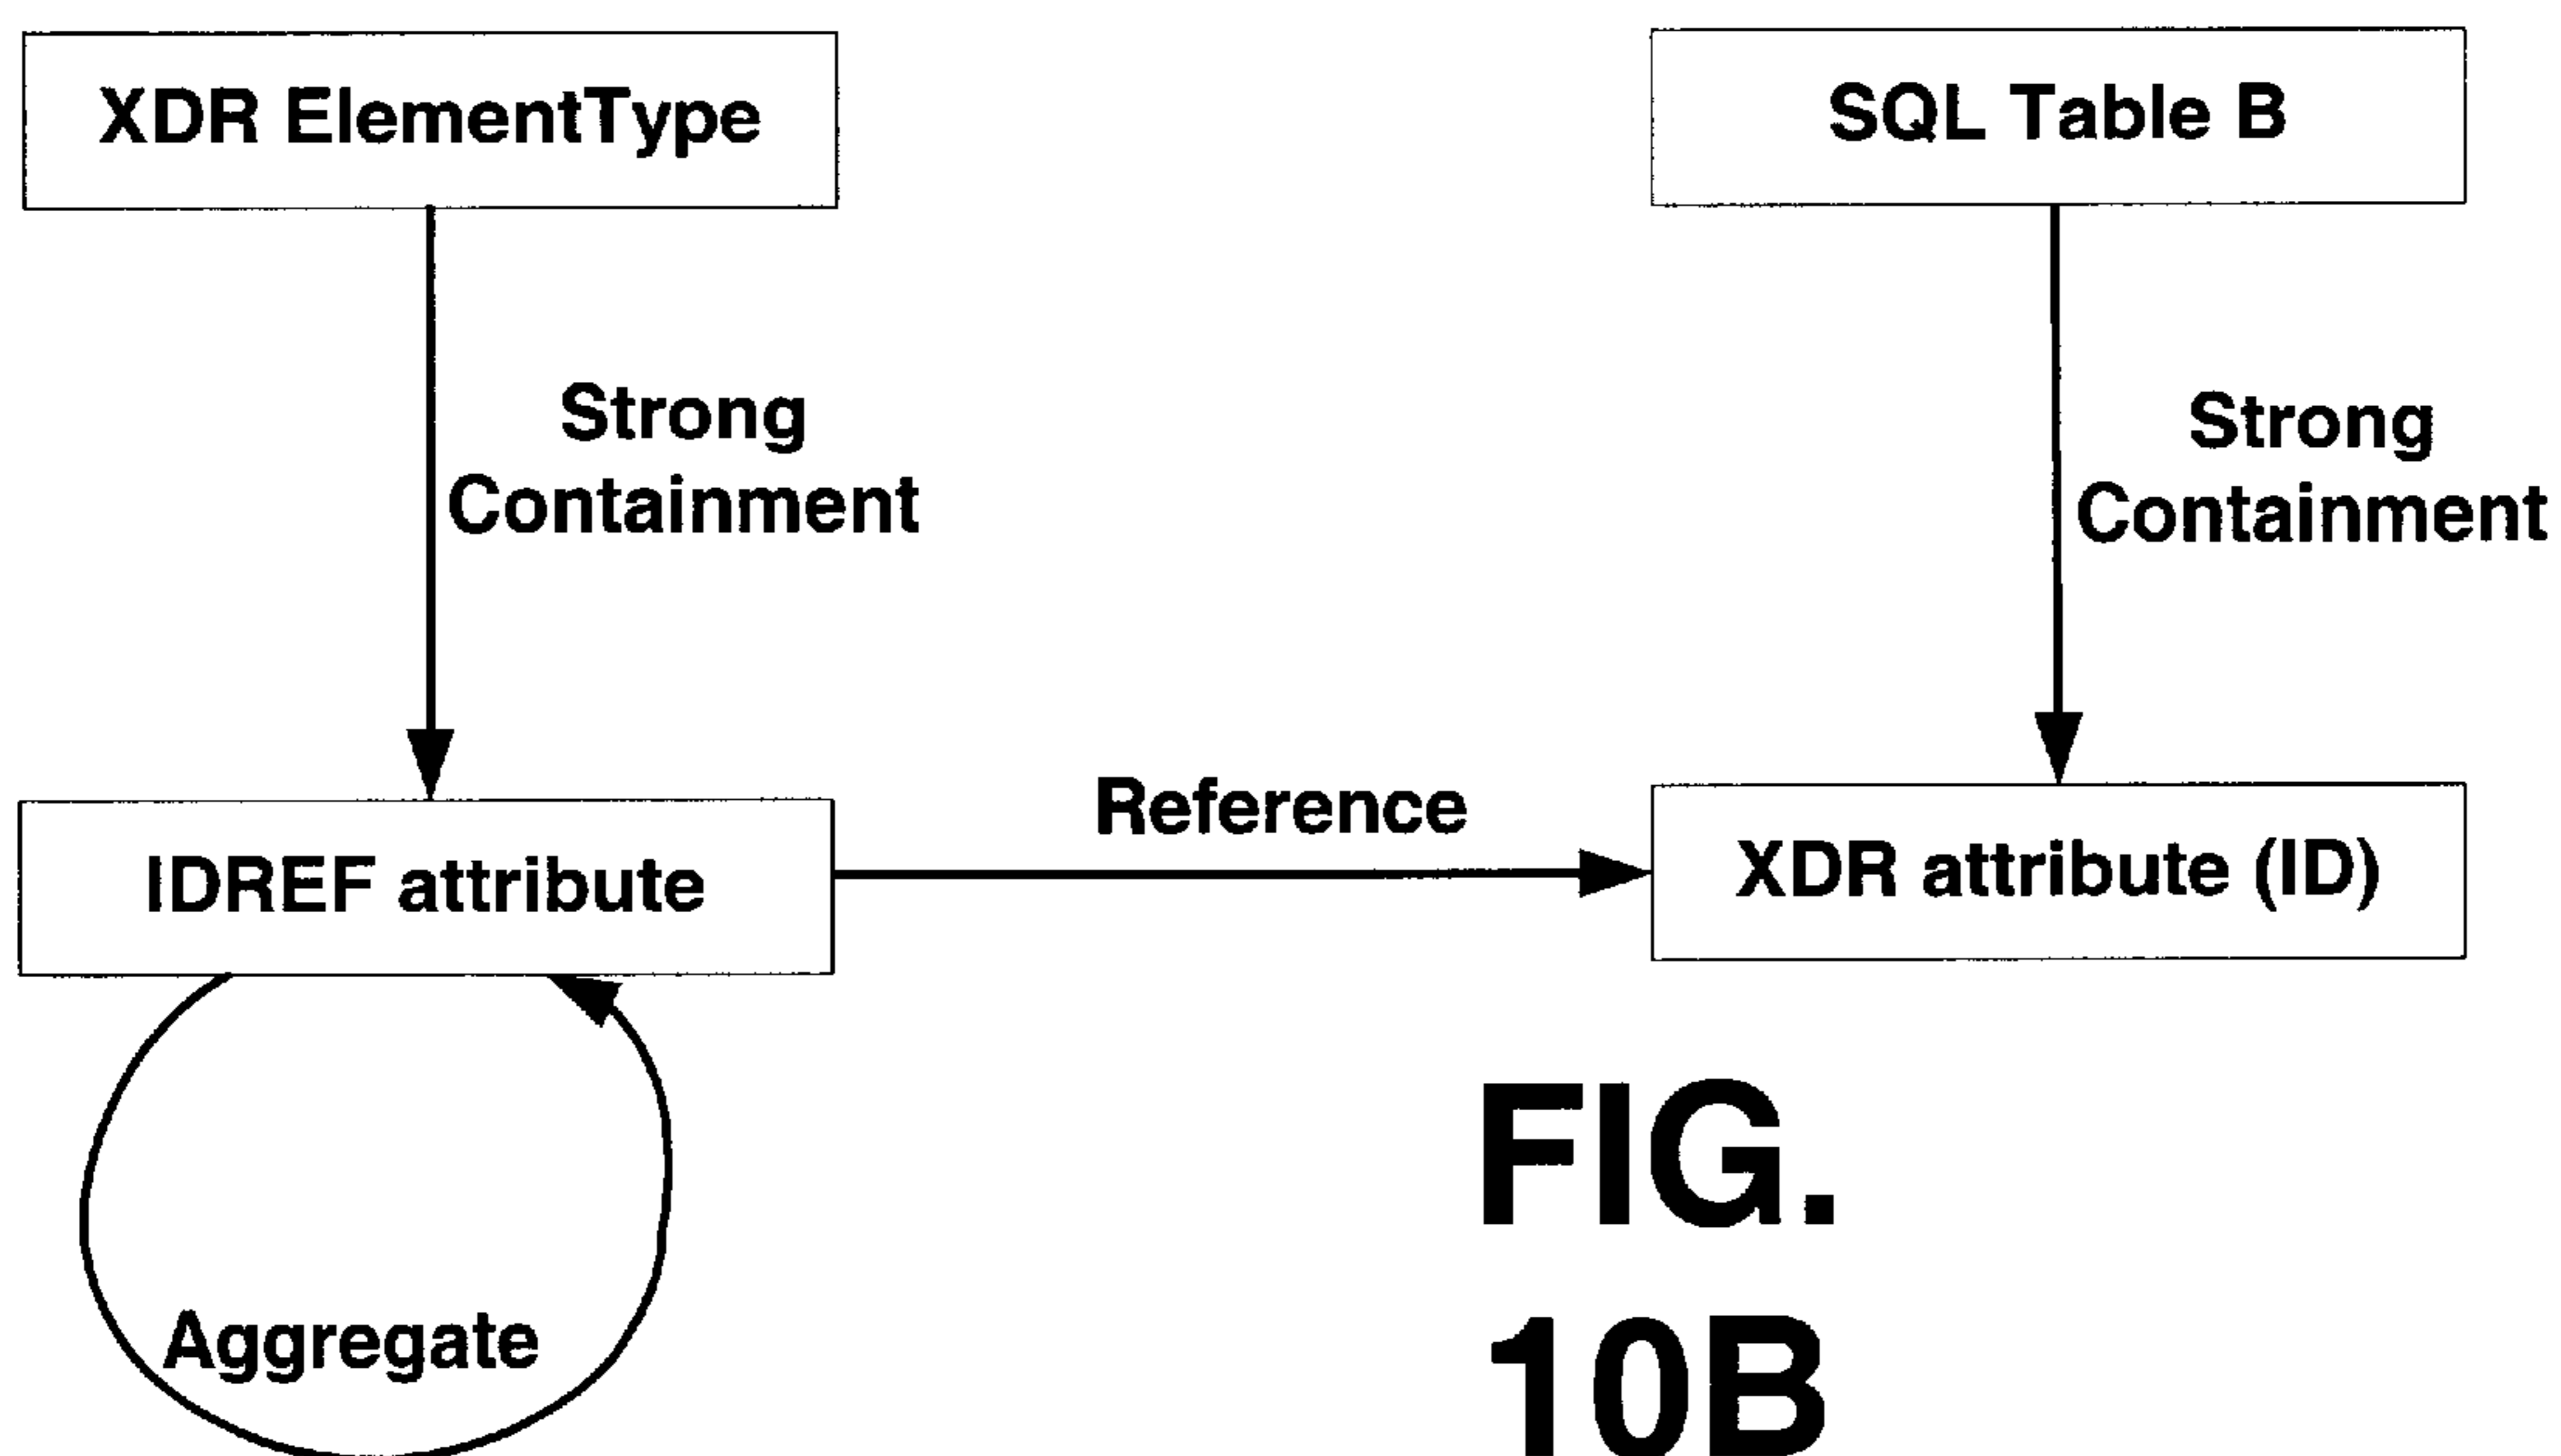 XDR ElementType
SQL Table B
Strong
Containment
Strong
Containment
IDREF attribute
Reference
XDR attribute (ID)
Aggregate
FIG.
10B